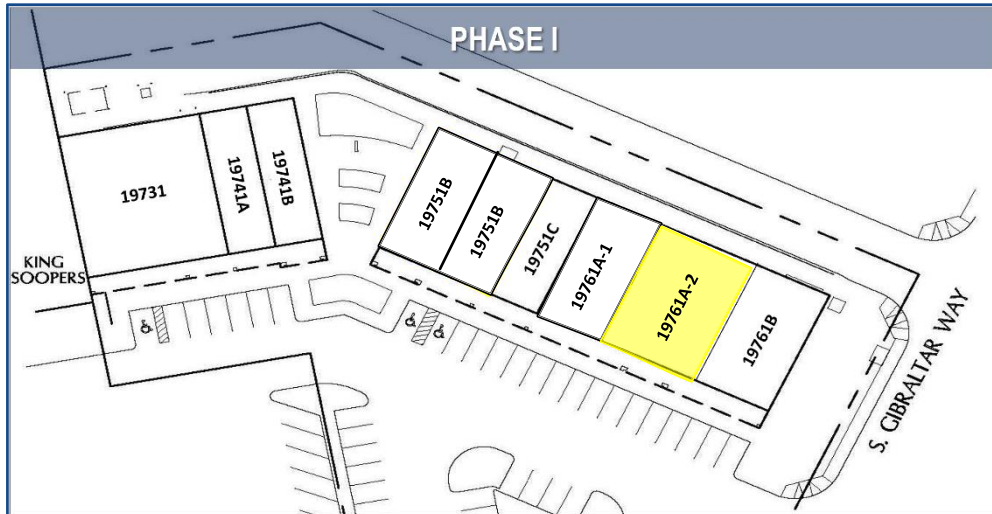 PHASE I
19731
19741A
19741B
KING
SOOPERS
19751B
19751B
19751C
19761A-1
19761A-2
19761B
S. GIBRALTAR WAY